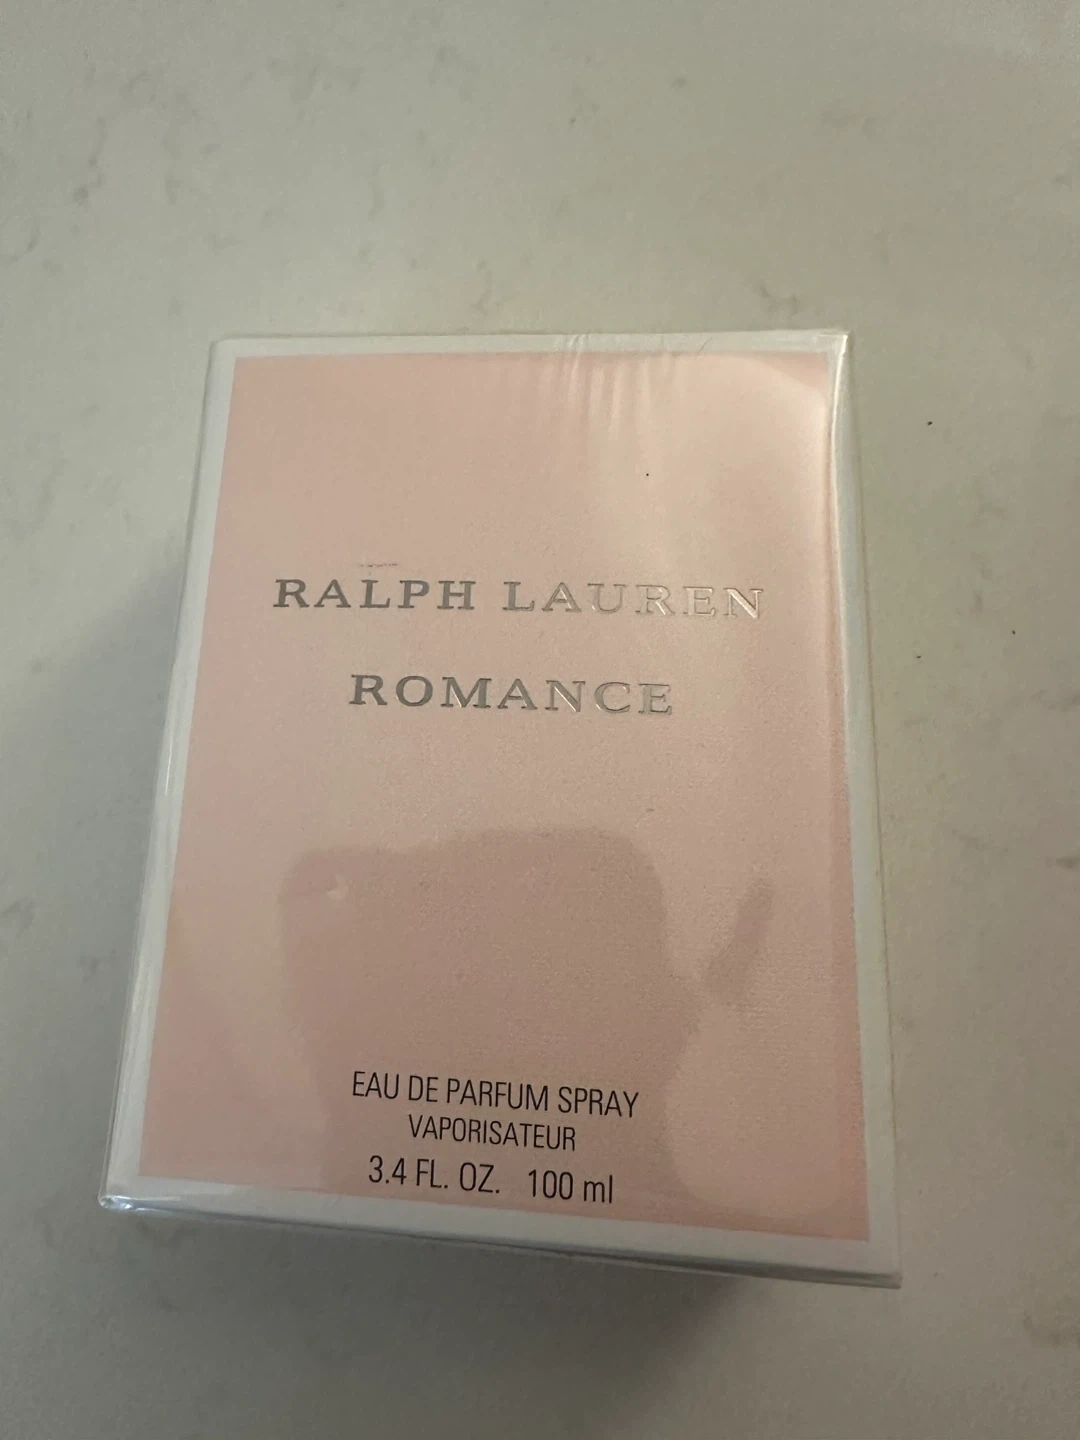 RALPH LAUREN
ROMANCE
EAU DE PARFUM SPRAY
VAPORISATEUR
3.4 FL. OZ. 100 ml